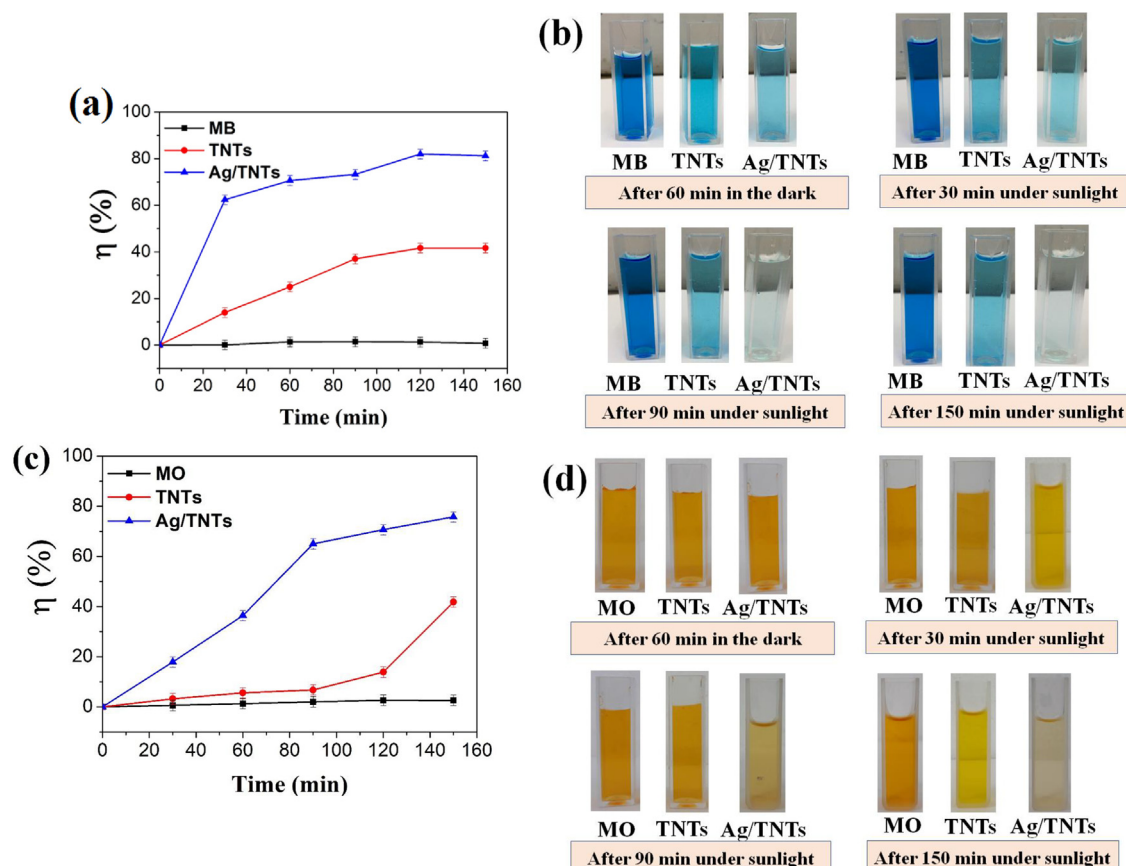 (a)
100
80
60
40
20
0
η (%)
MB
TNTs
Ag/TNTs
0 20 40 60 80 100 120 140 160
Time (min)
(b)
MB TNTs Ag/TNTs
After 60 min in the dark
MB TNTs Ag/TNTs
After 30 min under sunlight
MB TNTs Ag/TNTs
After 90 min under sunlight
MB TNTs Ag/TNTs
After 150 min under sunlight
(c)
100
80
60
40
20
0
η (%)
MO
TNTs
Ag/TNTs
0 20 40 60 80 100 120 140 160
Time (min)
(d)
MO TNTs Ag/TNTs
After 60 min in the dark
MO TNTs Ag/TNTs
After 30 min under sunlight
MO TNTs Ag/TNTs
After 90 min under sunlight
MO TNTs Ag/TNTs
After 150 min under sunlight